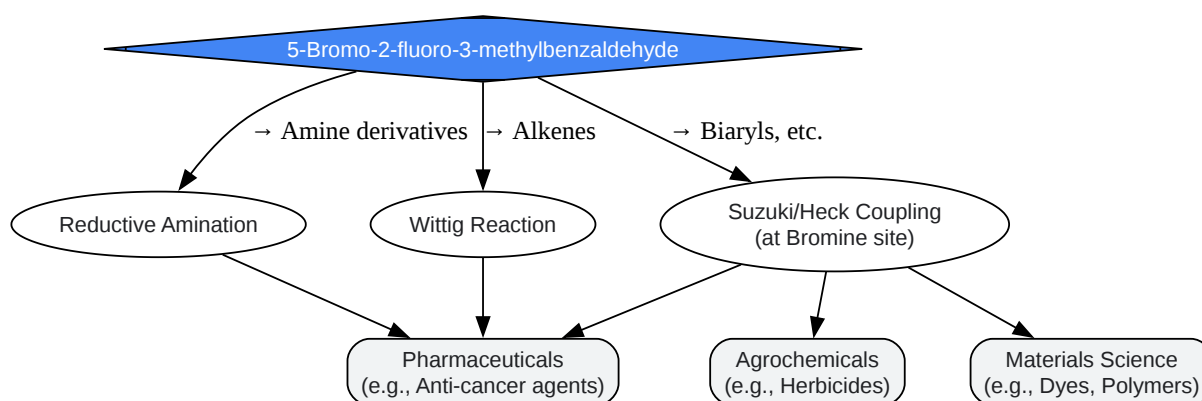 5-Bromo-2-fluoro-3-methylbenzaldehyde
→ Amine derivatives
→ Alkenes
→ Biaryls, etc.
Reductive Amination
Wittig Reaction
Suzuki/Heck Coupling
(at Bromine site)
Pharmaceuticals
(e.g., Anti-cancer agents)
Agrochemicals
(e.g., Herbicides)
Materials Science
(e.g., Dyes, Polymers)